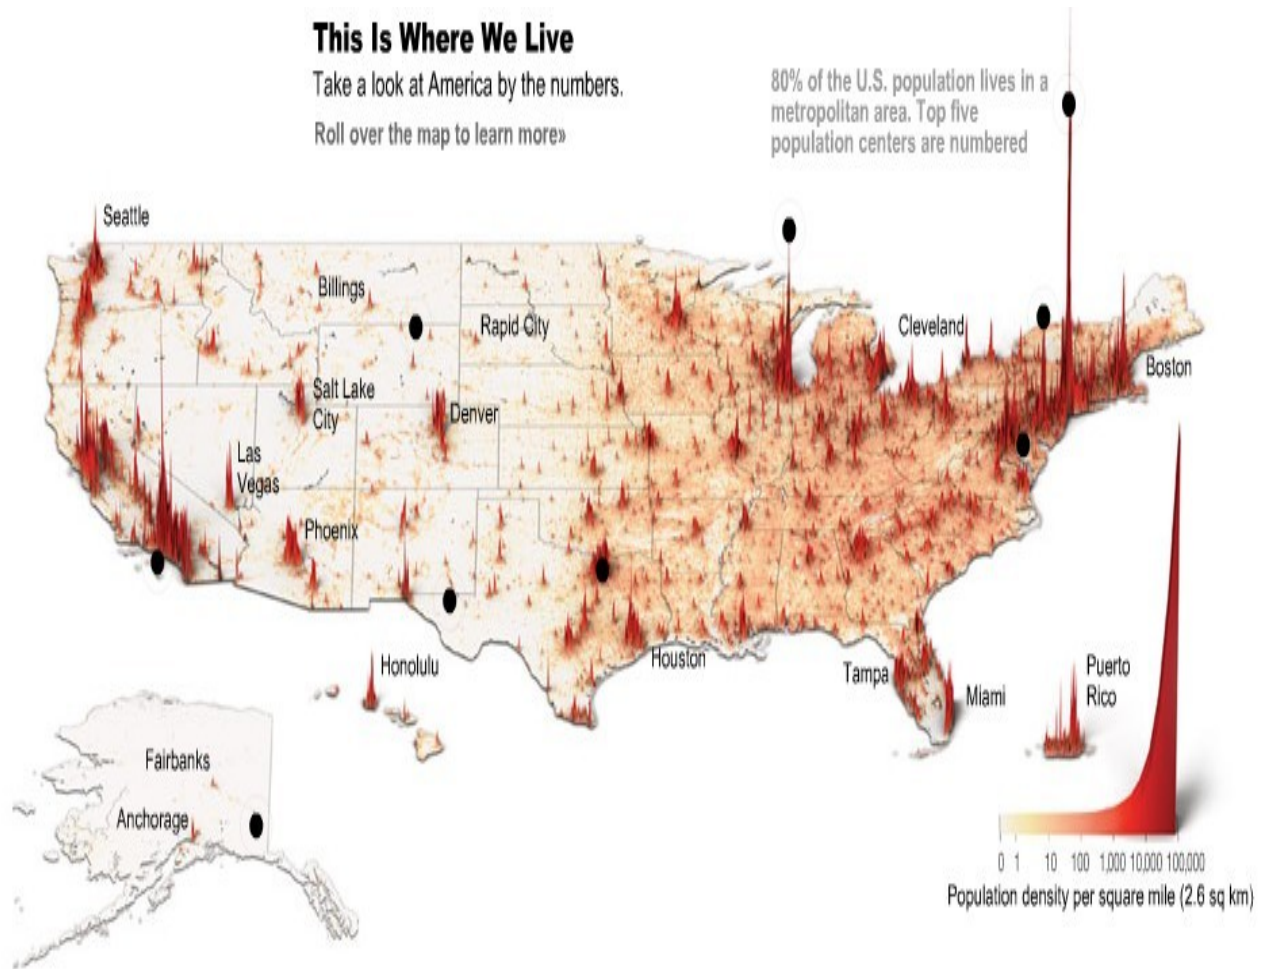 This Is Where We Live
Take a look at America by the numbers.
Roll over the map to learn more»
80% of the U.S. population lives in a
metropolitan area. Top five
population centers are numbered
Seattle
Billings
Rapid City
Cleveland
Boston
Salt Lake
City
Denver
Las
Vegas
Phoenix
Honolulu
Houston
Tampa
Miami
Puerto
Rico
Fairbanks
Anchorage
0 1 10 100 1,000 10,000 100,000
Population density per square mile (2.6 sq km)